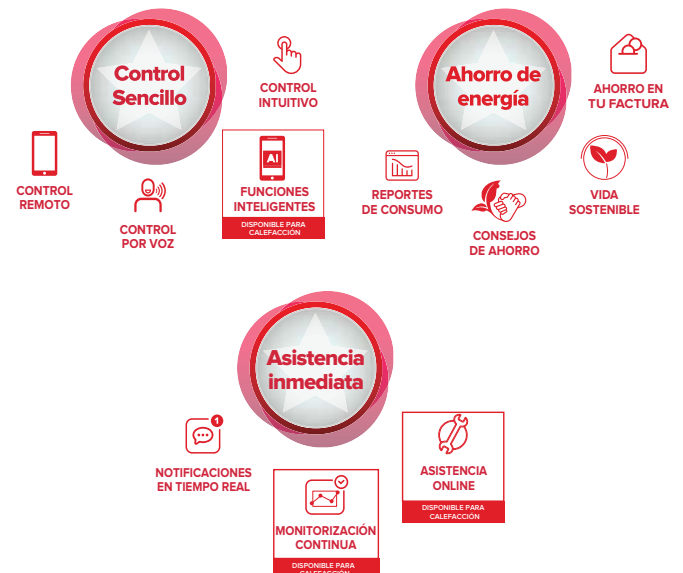 Control
Sencillo
CONTROL
INTUITIVO
CONTROL
REMOTO
CONTROL
POR VOZ
AI
FUNCIONES
INTELIGENTES
DISPONIBLE PARA
CALEFACCIÓN
Ahorro de
energía
AHORRO EN
TU FACTURA
REPORTES
DE CONSUMO
CONSEJOS
DE AHORRO
VIDA
SOSTENIBLE
Asistencia
inmediata
1
NOTIFICACIONES
EN TIEMPO REAL
MONITORIZACIÓN
CONTINUA
DISPONIBLE PARA
CALEFACCIÓN
ASISTENCIA
ONLINE
DISPONIBLE PARA
CALEFACCIÓN